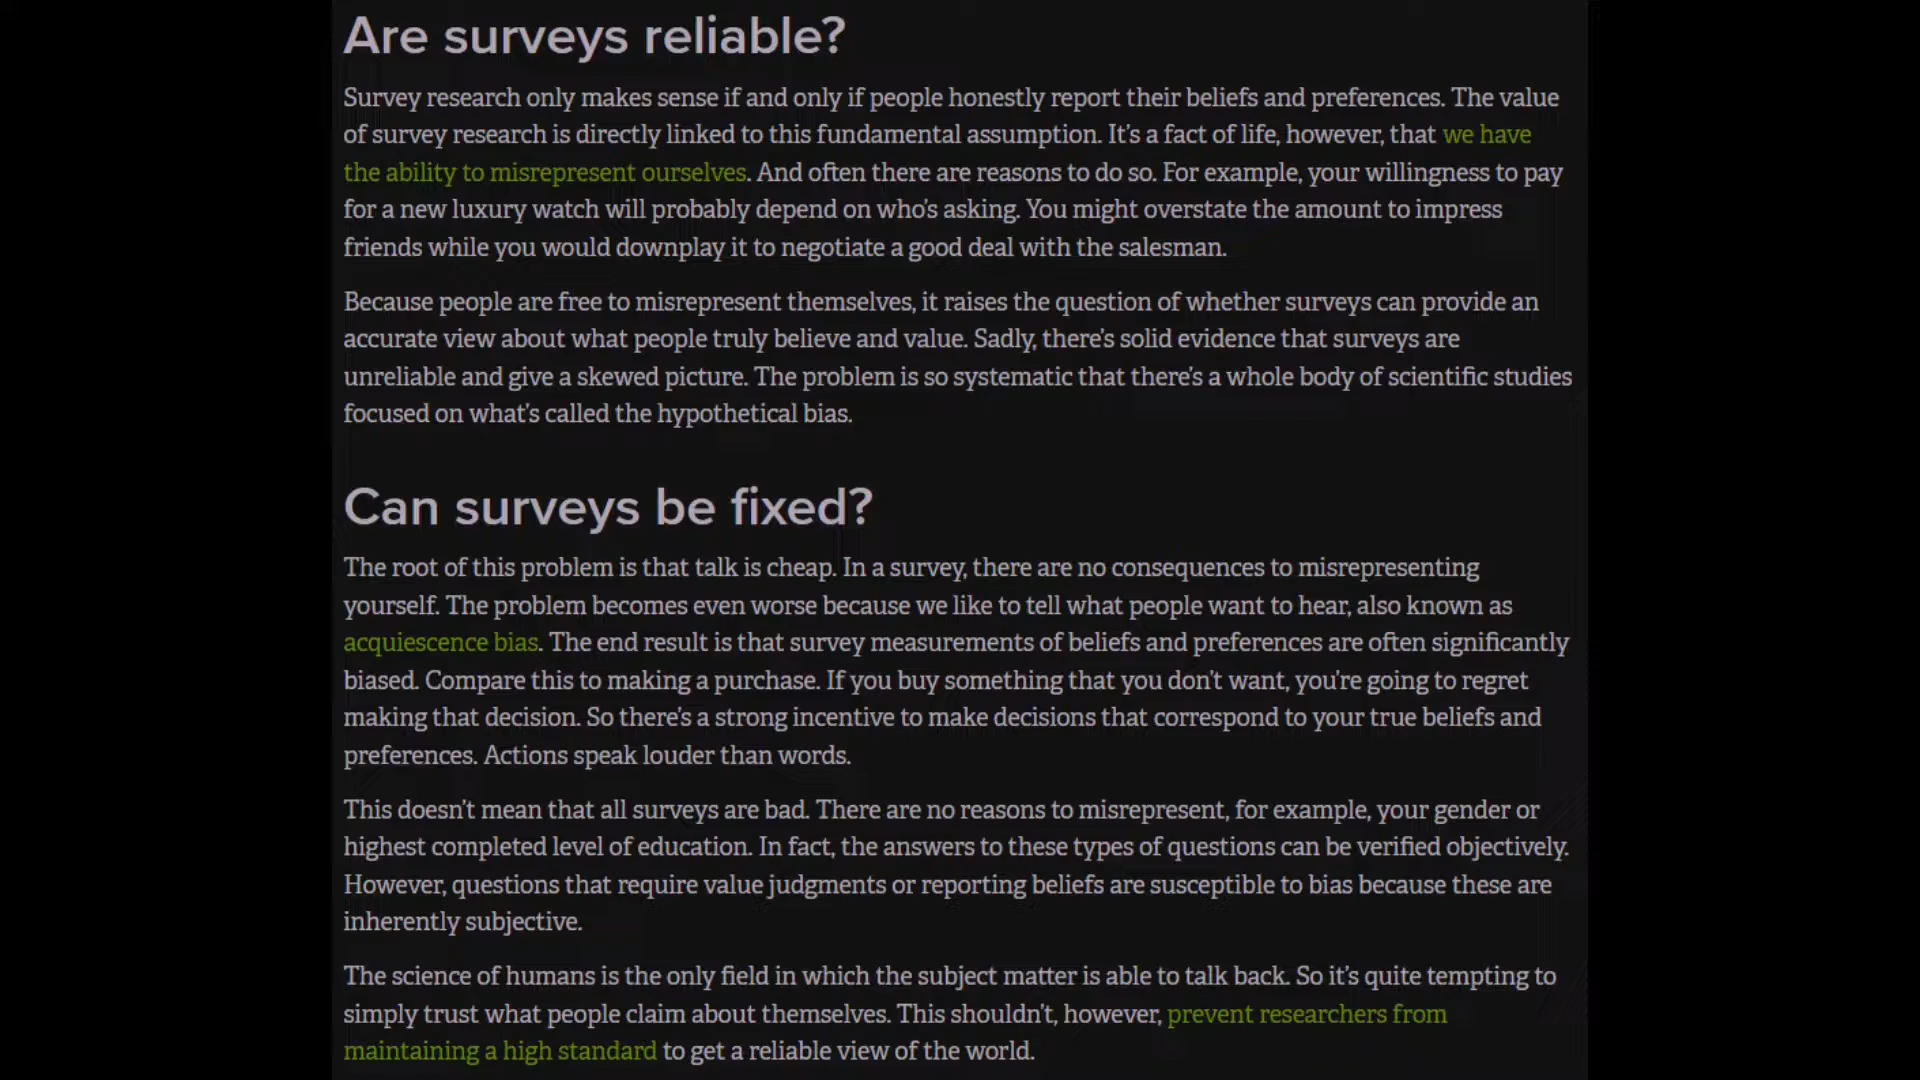 Are surveys reliable?
Survey research only makes sense if and only if people honestly report their beliefs and preferences. The value
of survey research is directly linked to this fundamental assumption. It's a fact of life, however, that we have
the ability to misrepresent ourselves. And often there are reasons to do so. For example, your willingness to pay
for a new luxury watch will probably depend on who's asking. You might overstate the amount to impress
friends while you would downplay it to negotiate a good deal with the salesman.
Because people are free to misrepresent themselves, it raises the question of whether surveys can provide an
accurate view about what people truly believe and value. Sadly, there's solid evidence that surveys are
unreliable and give a skewed picture. The problem is so systematic that there's a whole body of scientific studies
focused on what's called the hypothetical bias.
Can surveys be fixed?
The root of this problem is that talk is cheap. In a survey, there are no consequences to misrepresenting
yourself. The problem becomes even worse because we like to tell what people want to hear, also known as
acquiescence bias. The end result is that survey measurements of beliefs and preferences are often significantly
biased. Compare this to making a purchase. If you buy something that you don't want, you're going to regret
making that decision. So there's a strong incentive to make decisions that correspond to your true beliefs and
preferences. Actions speak louder than words.
This doesn't mean that all surveys are bad. There are no reasons to misrepresent, for example, your gender or
highest completed level of education. In fact, the answers to these types of questions can be verified objectively.
However, questions that require value judgments or reporting beliefs are susceptible to bias because these are
inherently subjective.
The science of humans is the only field in which the subject matter is able to talk back. So it's quite tempting to
simply trust what people claim about themselves. This shouldn't, however, prevent researchers from
maintaining a high standard to get a reliable view of the world.